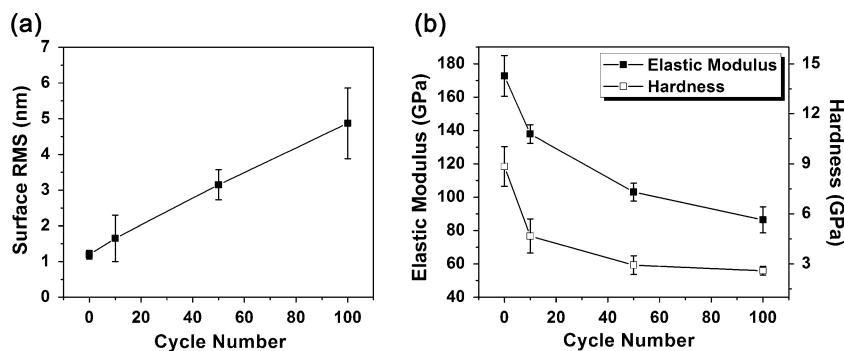 (a)
7
6
5
4
3
2
1
0
Surface RMS (nm)
0 20 40 60 80 100
Cycle Number
(b)
180
160
140
120
100
80
60
40
Elastic Modulus (GPa)
Elastic Modulus
Hardness
15
12
9
6
3
Hardness (GPa)
0 20 40 60 80 100
Cycle Number